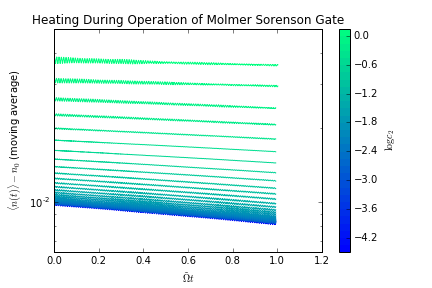 Heating During Operation of Molmer Sorenson Gate
⟨n(t)⟩ − n₀ (moving average)
10⁻²
0.0 0.2 0.4 0.6 0.8 1.0 1.2
Ω̃t
0.0
−0.6
−1.2
−1.8
−2.4
−3.0
−3.6
−4.2
log c₂